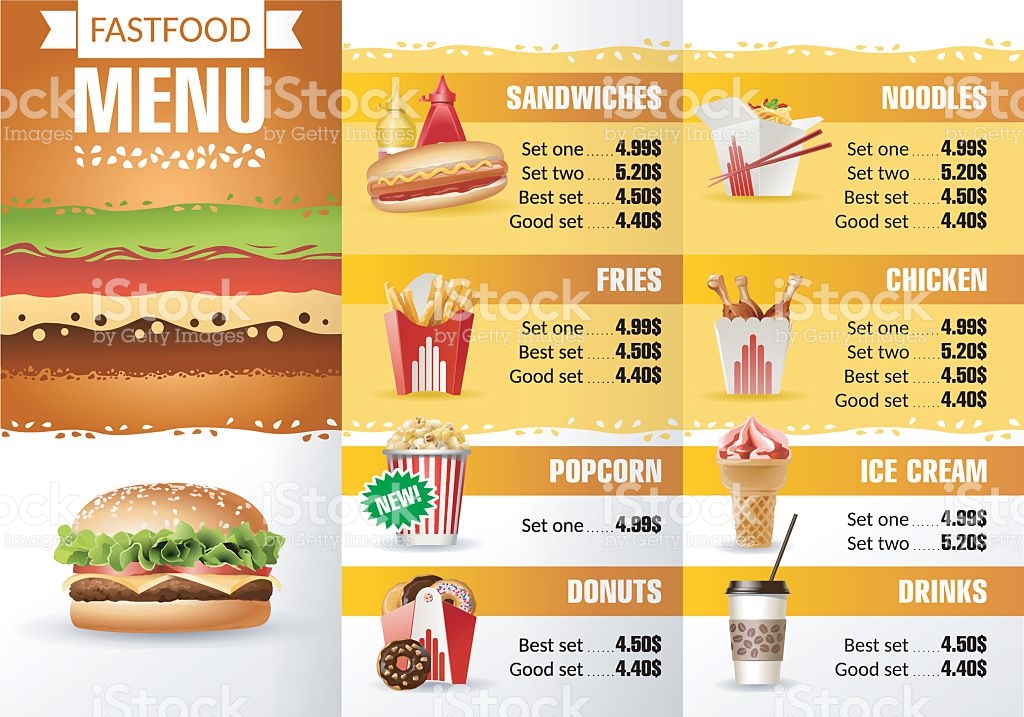 FASTFOOD
MENU
SANDWICHES
Set one ...... 4.99$
Set two ...... 5.20$
Best set ...... 4.50$
Good set ...... 4.40$
FRIES
Set one ...... 4.99$
Best set ...... 4.50$
Good set ...... 4.40$
POPCORN
NEW!
Set one ...... 4.99$
DONUTS
Best set ...... 4.50$
Good set ...... 4.40$
NOODLES
Set one ...... 4.99$
Set two ...... 5.20$
Best set ...... 4.50$
Good set ...... 4.40$
CHICKEN
Set one ...... 4.99$
Set two ...... 5.20$
Best set ...... 4.50$
Good set ...... 4.40$
ICE CREAM
Set one ...... 4.99$
Set two ...... 5.20$
DRINKS
Best set ...... 4.50$
Good set ...... 4.40$
iStock
by Getty Images